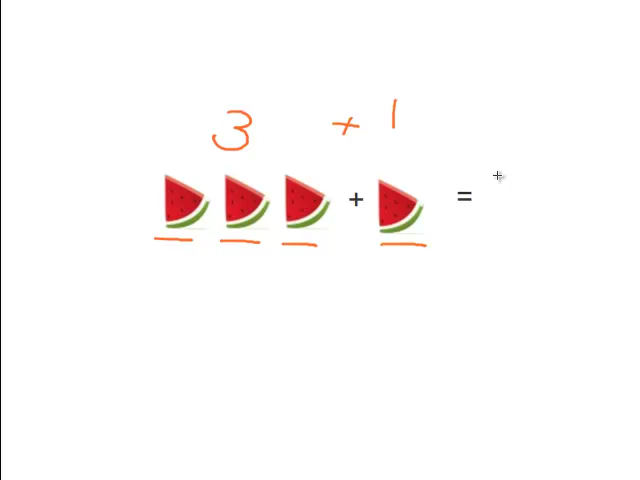 3 + 1
+ =